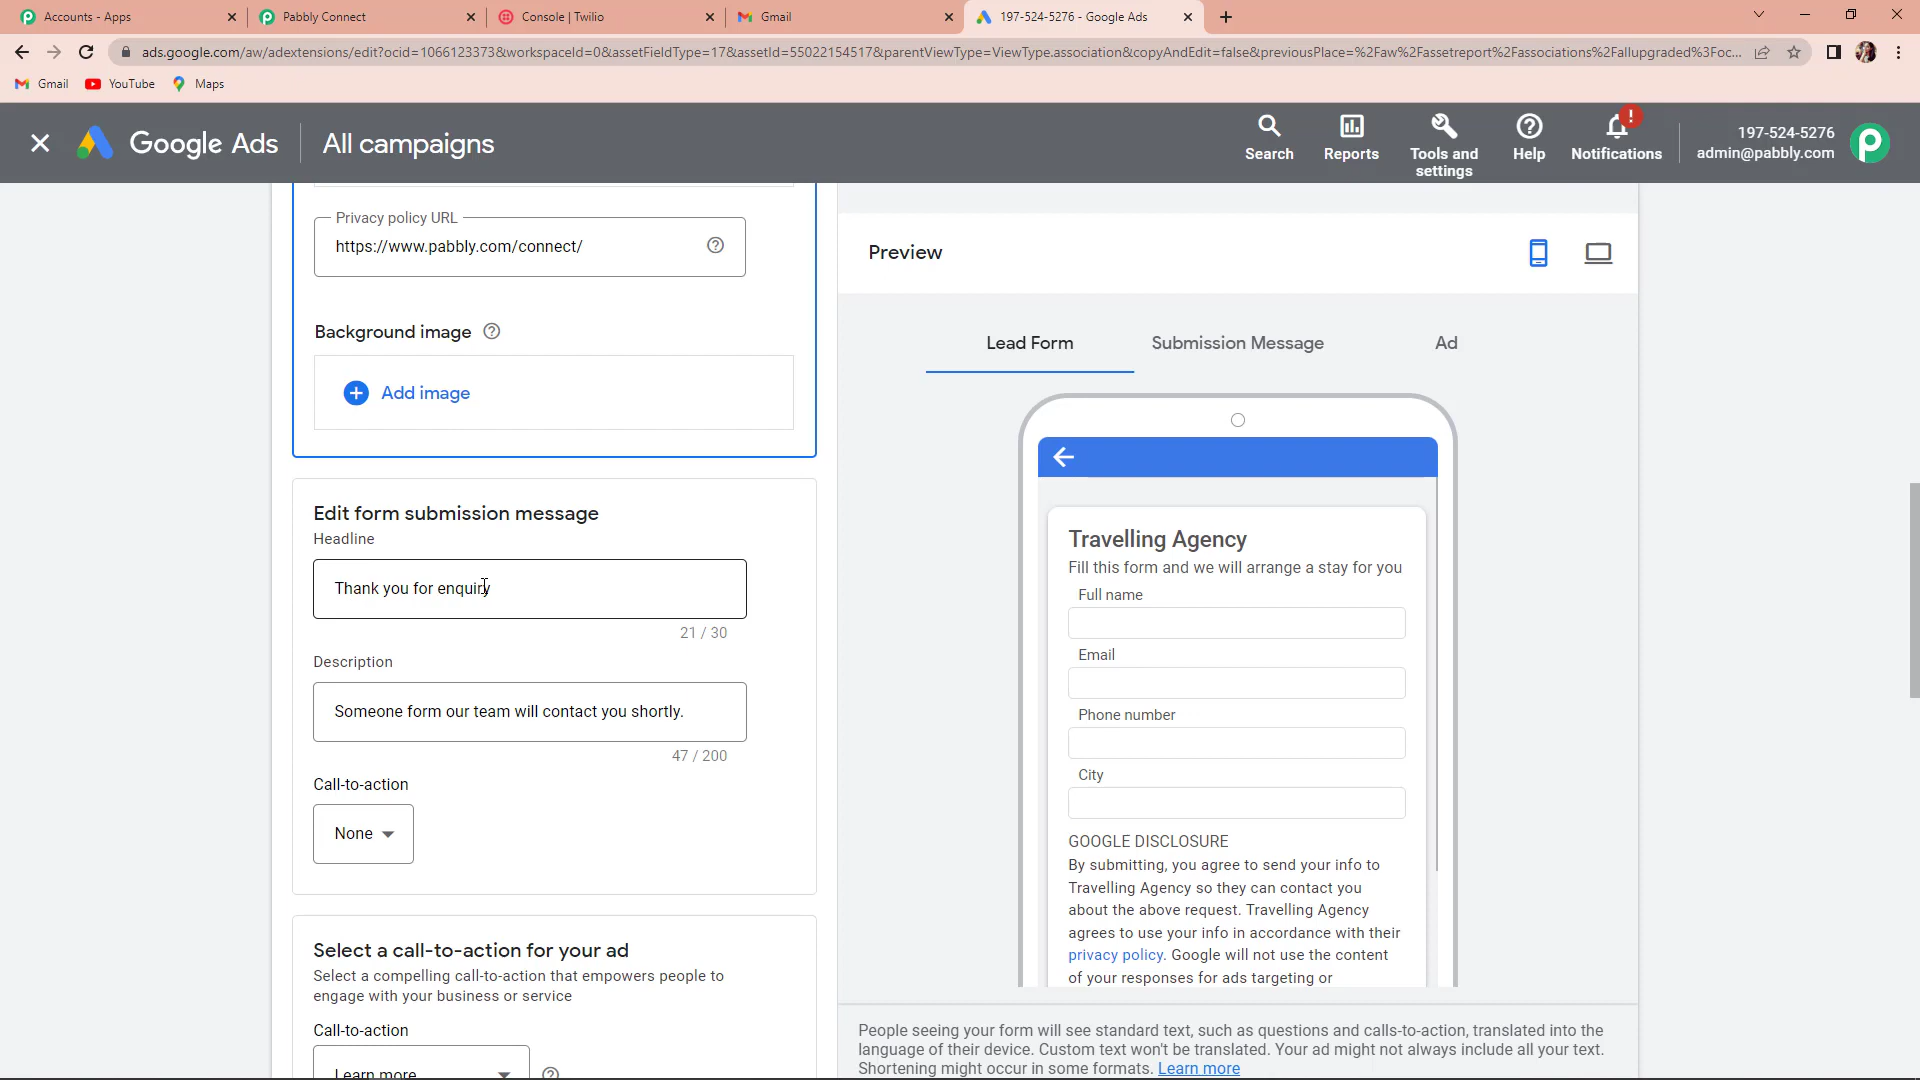 Accounts - Apps
Pabbly Connect
Console | Twilio
Gmail
197-524-5276 - Google Ads
ads.google.com/aw/adextensions/edit?ocid=1066123373&workspaceId=0&assetFieldType=17&assetId=55022154517&parentViewType=ViewType.association&copyAndEdit=false&previousPlace=%2Faw%2Fassetreport%2Fassociations%2Fallupgraded%3Foc...
Gmail
YouTube
Maps
Google Ads
All campaigns
Search
Reports
Tools and
settings
Help
Notifications
197-524-5276
admin@pabbly.com
Privacy policy URL
https://www.pabbly.com/connect/
Background image
Add image
Edit form submission message
Headline
Thank you for enquiry
21 / 30
Description
Someone form our team will contact you shortly.
47 / 200
Call-to-action
None
Select a call-to-action for your ad
Select a compelling call-to-action that empowers people to
engage with your business or service
Call-to-action
Learn more
Preview
Lead Form
Submission Message
Ad
Travelling Agency
Fill this form and we will arrange a stay for you
Full name
Email
Phone number
City
GOOGLE DISCLOSURE
By submitting, you agree to send your info to
Travelling Agency so they can contact you
about the above request. Travelling Agency
agrees to use your info in accordance with their
privacy policy. Google will not use the content
of your responses for ads targeting or
People seeing your form will see standard text, such as questions and calls-to-action, translated into the
language of their device. Custom text won't be translated. Your ad might not always include all your text.
Shortening might occur in some formats. Learn more